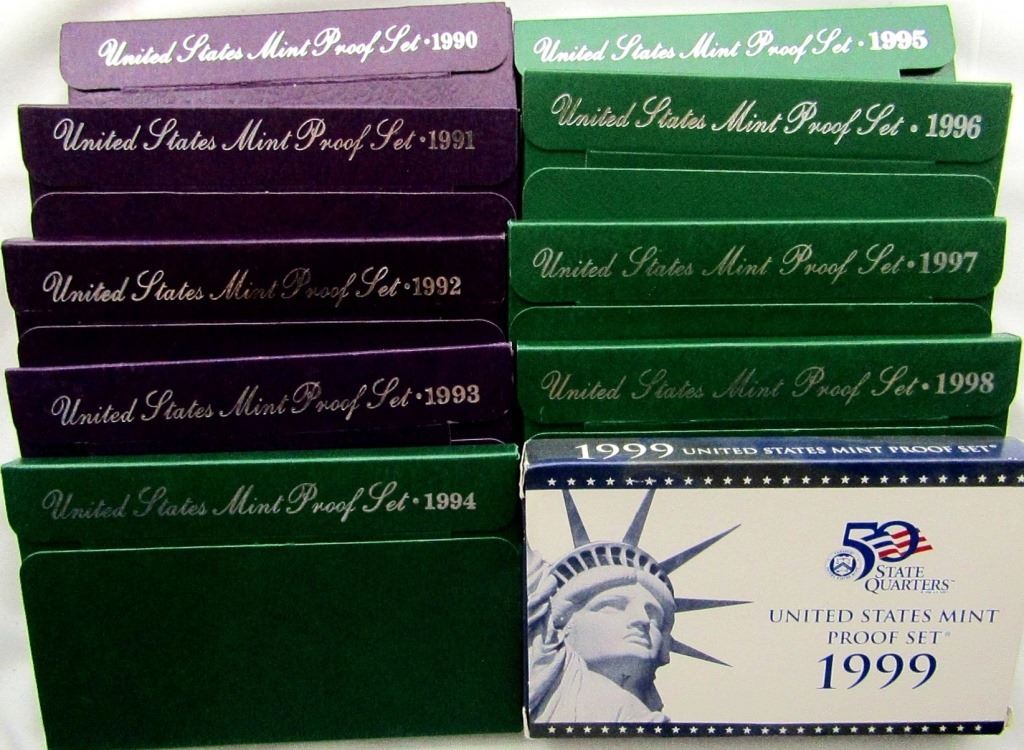 United States Mint Proof Set · 1990
United States Mint Proof Set · 1991
United States Mint Proof Set · 1992
United States Mint Proof Set · 1993
United States Mint Proof Set · 1994
United States Mint Proof Set · 1995
United States Mint Proof Set · 1996
United States Mint Proof Set · 1997
United States Mint Proof Set · 1998
1999 UNITED STATES MINT PROOF SET®
50
STATE
QUARTERS™
UNITED STATES MINT
PROOF SET®
1999